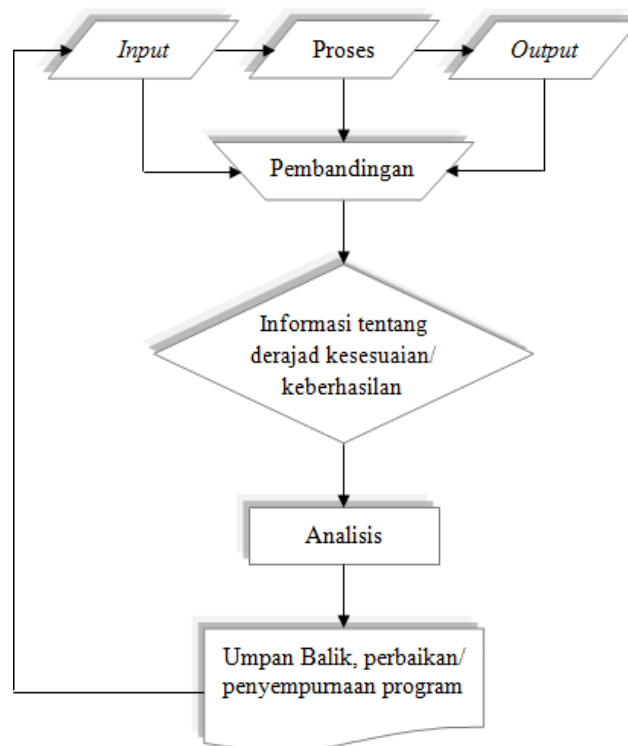 Input
Proses
Output
Pembandingan
Informasi tentang
derajad kesesuaian/
keberhasilan
Analisis
Umpan Balik, perbaikan/
penyempurnaan program